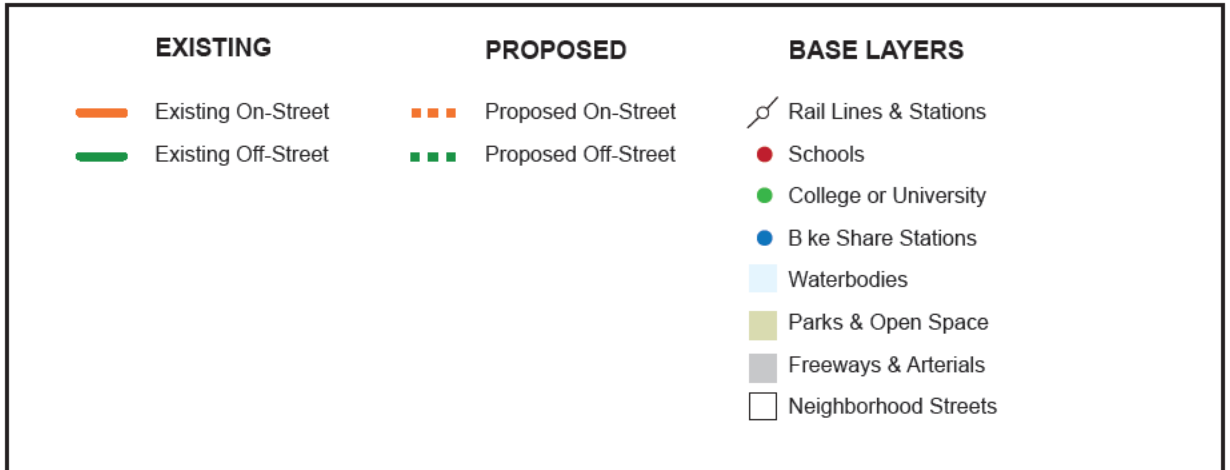 EXISTING
Existing On-Street
Existing Off-Street
PROPOSED
Proposed On-Street
Proposed Off-Street
BASE LAYERS
Rail Lines & Stations
Schools
College or University
B ke Share Stations
Waterbodies
Parks & Open Space
Freeways & Arterials
Neighborhood Streets